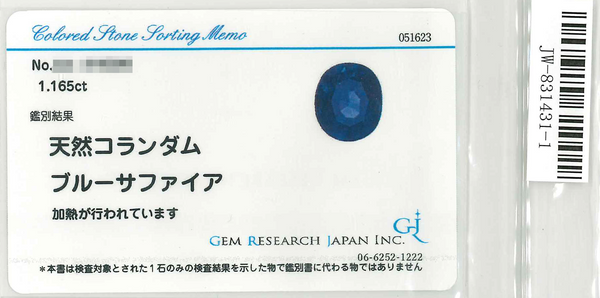 Colored Stone Sorting Memo
051623
No.
1.165ct
鑑別結果
天然コランダム
ブルーサファイア
加熱が行われています
GRJ
GEM RESEARCH JAPAN INC.
06-6252-1222
*本書は検査対象とされた1石のみの検査結果を示した物で鑑別書に代わる物ではありません
JW-831431-1